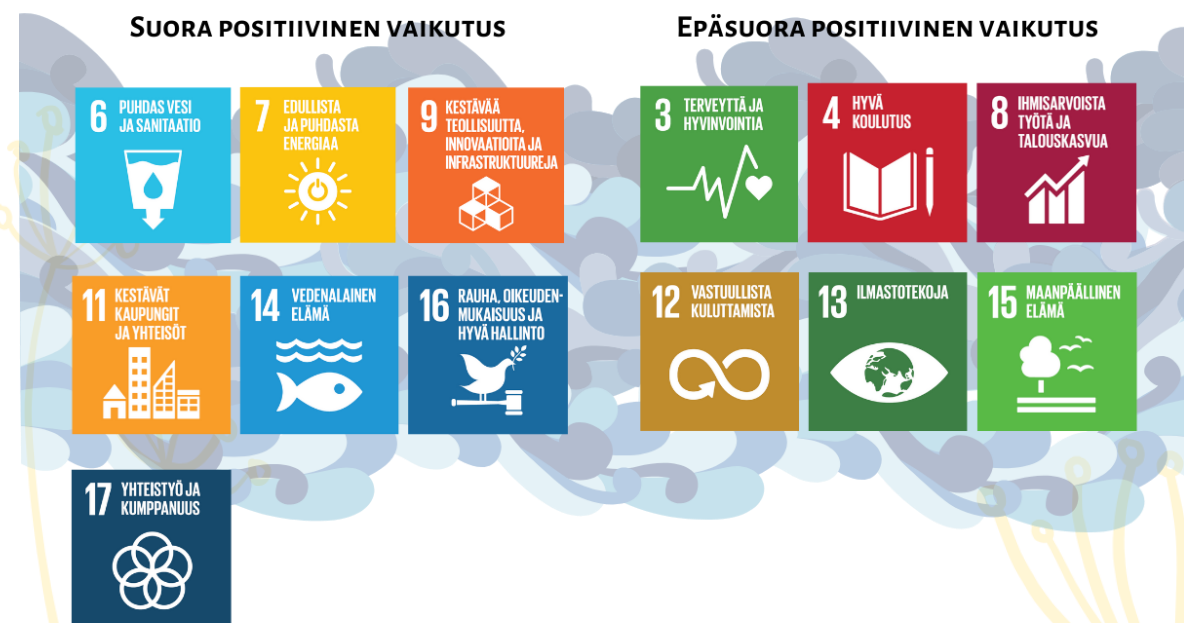 SUORA POSITIIVINEN VAIKUTUS
6 PUHDAS VESI
JA SANITAATIO
7 EDULLISTA
JA PUHDASTA
ENERGIAA
9 KESTÄVÄÄ
TEOLLISUUTTA,
INNOVAATIOITA JA
INFRASTRUKTUUREJA
11 KESTÄVÄT
KAUPUNGIT
JA YHTEISÖT
14 VEDENALAINEN
ELÄMÄ
16 RAUHA, OIKEUDEN-
MUKAISUUS JA
HYVÄ HALLINTO
17 YHTEISTYÖ JA
KUMPPANUUS
EPÄSUORA POSITIIVINEN VAIKUTUS
3 TERVEYTTÄ JA
HYVINVOINTIA
4 HYVÄ
KOULUTUS
8 IHMISARVOISTA
TYÖTÄ JA
TALOUSKASVUA
12 VASTUULLISTA
KULUTTAMISTA
13 ILMASTOTEKOJA
15 MAANPÄÄLLINEN
ELÄMÄ